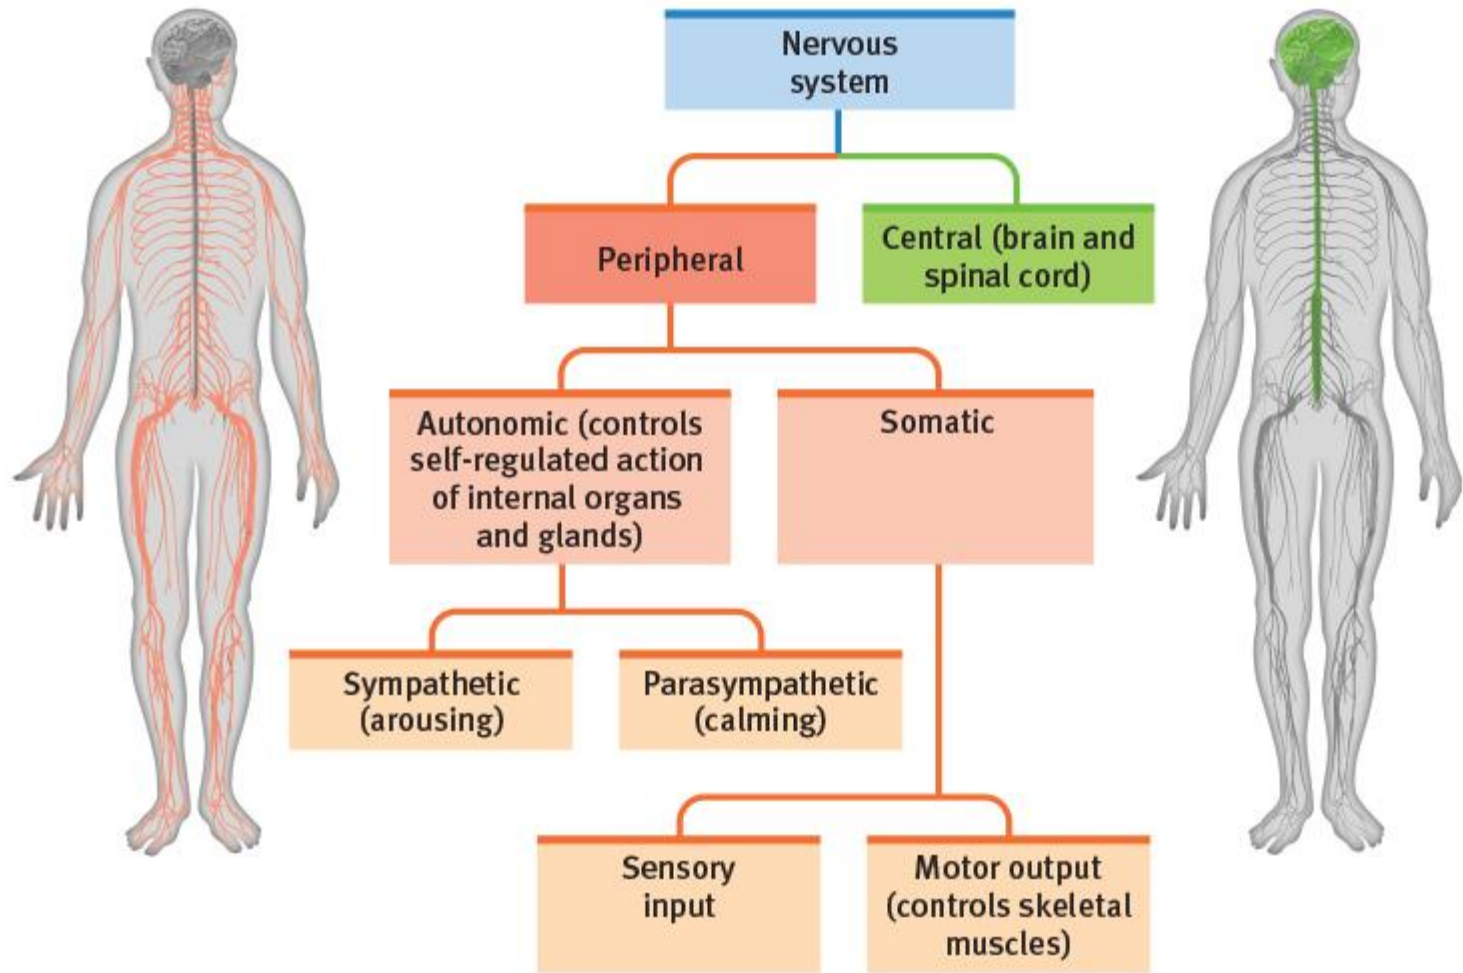 Nervous
system
Peripheral
Central (brain and
spinal cord)
Autonomic (controls
self-regulated action
of internal organs
and glands)
Somatic
Sympathetic
(arousing)
Parasympathetic
(calming)
Sensory
input
Motor output
(controls skeletal
muscles)